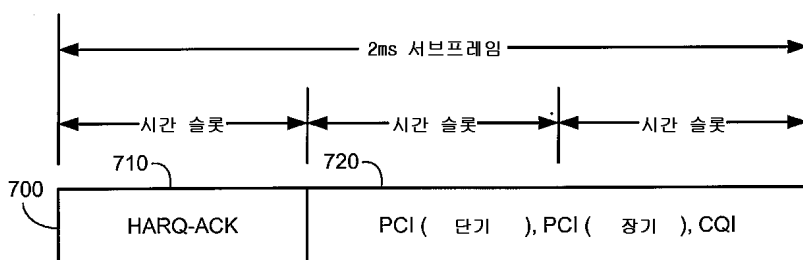 2ms 서브프레임
시간 슬롯 시간 슬롯 시간 슬롯
710 720
700
HARQ-ACK PCI ( 단기 ), PCI ( 장기 ), CQI